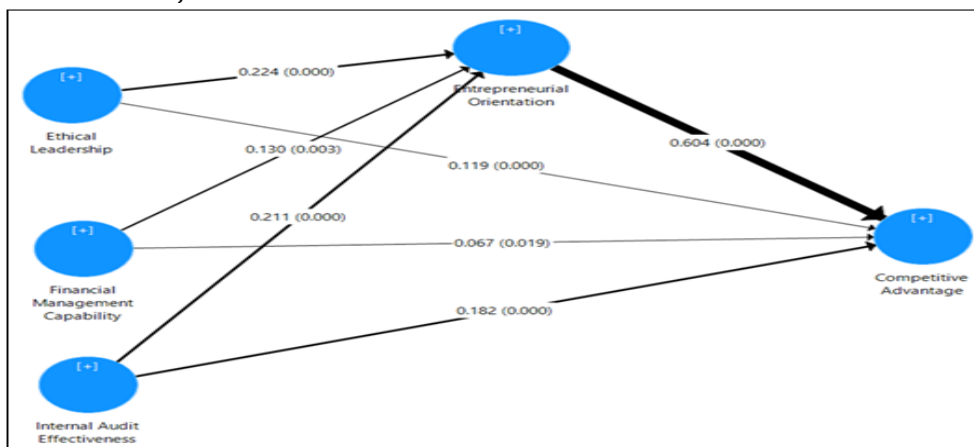 [+]
Entrepreneurial
Orientation
[+]
Ethical
Leadership
0.224 (0.000)
0.130 (0.003)
0.119 (0.000)
0.604 (0.000)
0.211 (0.000)
[+]
Financial
Management
Capability
0.067 (0.019)
[+]
Competitive
Advantage
0.182 (0.000)
[+]
Internal Audit
Effectiveness